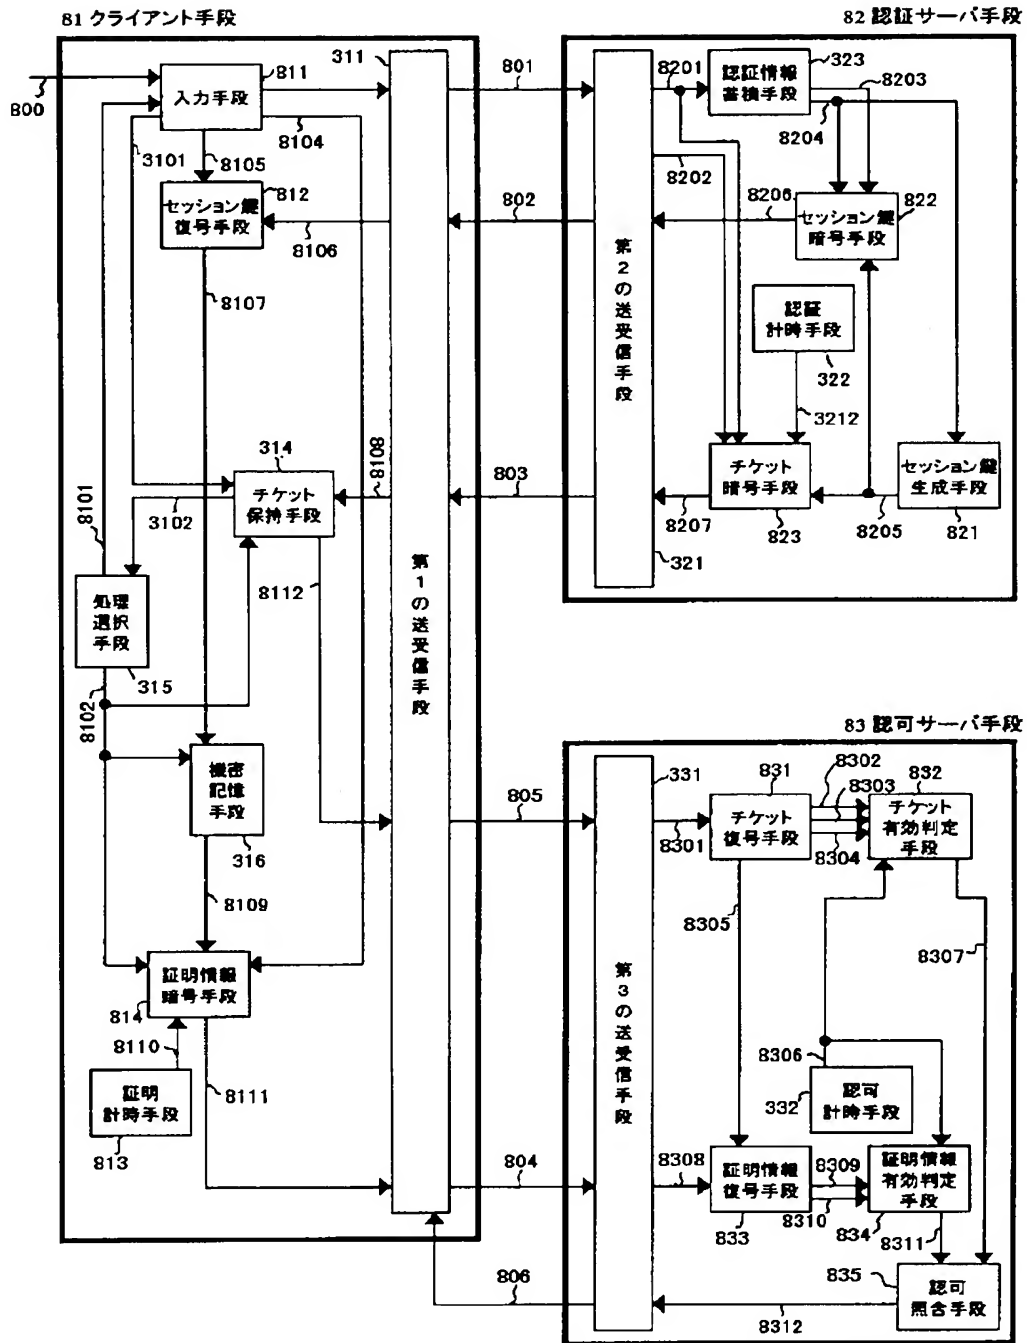 81 クライアント手段
800
311
811
入力手段
8104
3101
8105
812
セッション鍵
復号手段
8106
8107
314
チケット
保持手段
8108
3102
8101
8112
処理
選択
手段
315
8102
機密
記憶
手段
316
8109
証明情報
暗号手段
814
8110
8111
証明
計時手段
813
第1の送受信手段
801
802
803
805
804
806
82 認証サーバ手段
8201
323
認証情報
蓄積手段
8203
8204
8202
8206
822
セッション鍵
暗号手段
第2の送受信手段
認証
計時手段
322
3212
チケット
暗号手段
823
8207
セッション鍵
生成手段
821
8205
321
83 認可サーバ手段
331
831
8302
832
8303
チケット
復号手段
チケット
有効判定
手段
8301
8304
8305
8307
第3の送受信手段
8306
332
認可
計時手段
8308
証明情報
復号手段
8309
8310
証明情報
有効判定
手段
833
834
8311
835
認可
照合手段
8312